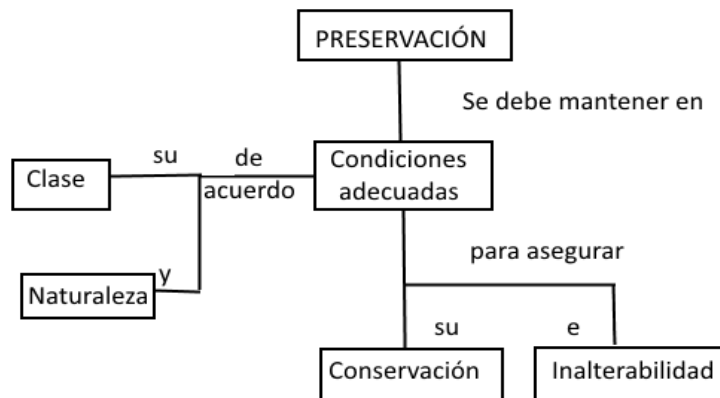 PRESERVACIÓN
Se debe mantener en
su
de
acuerdo
Clase
Condiciones
adecuadas
y
Naturaleza
para asegurar
su
e
Conservación
Inalterabilidad